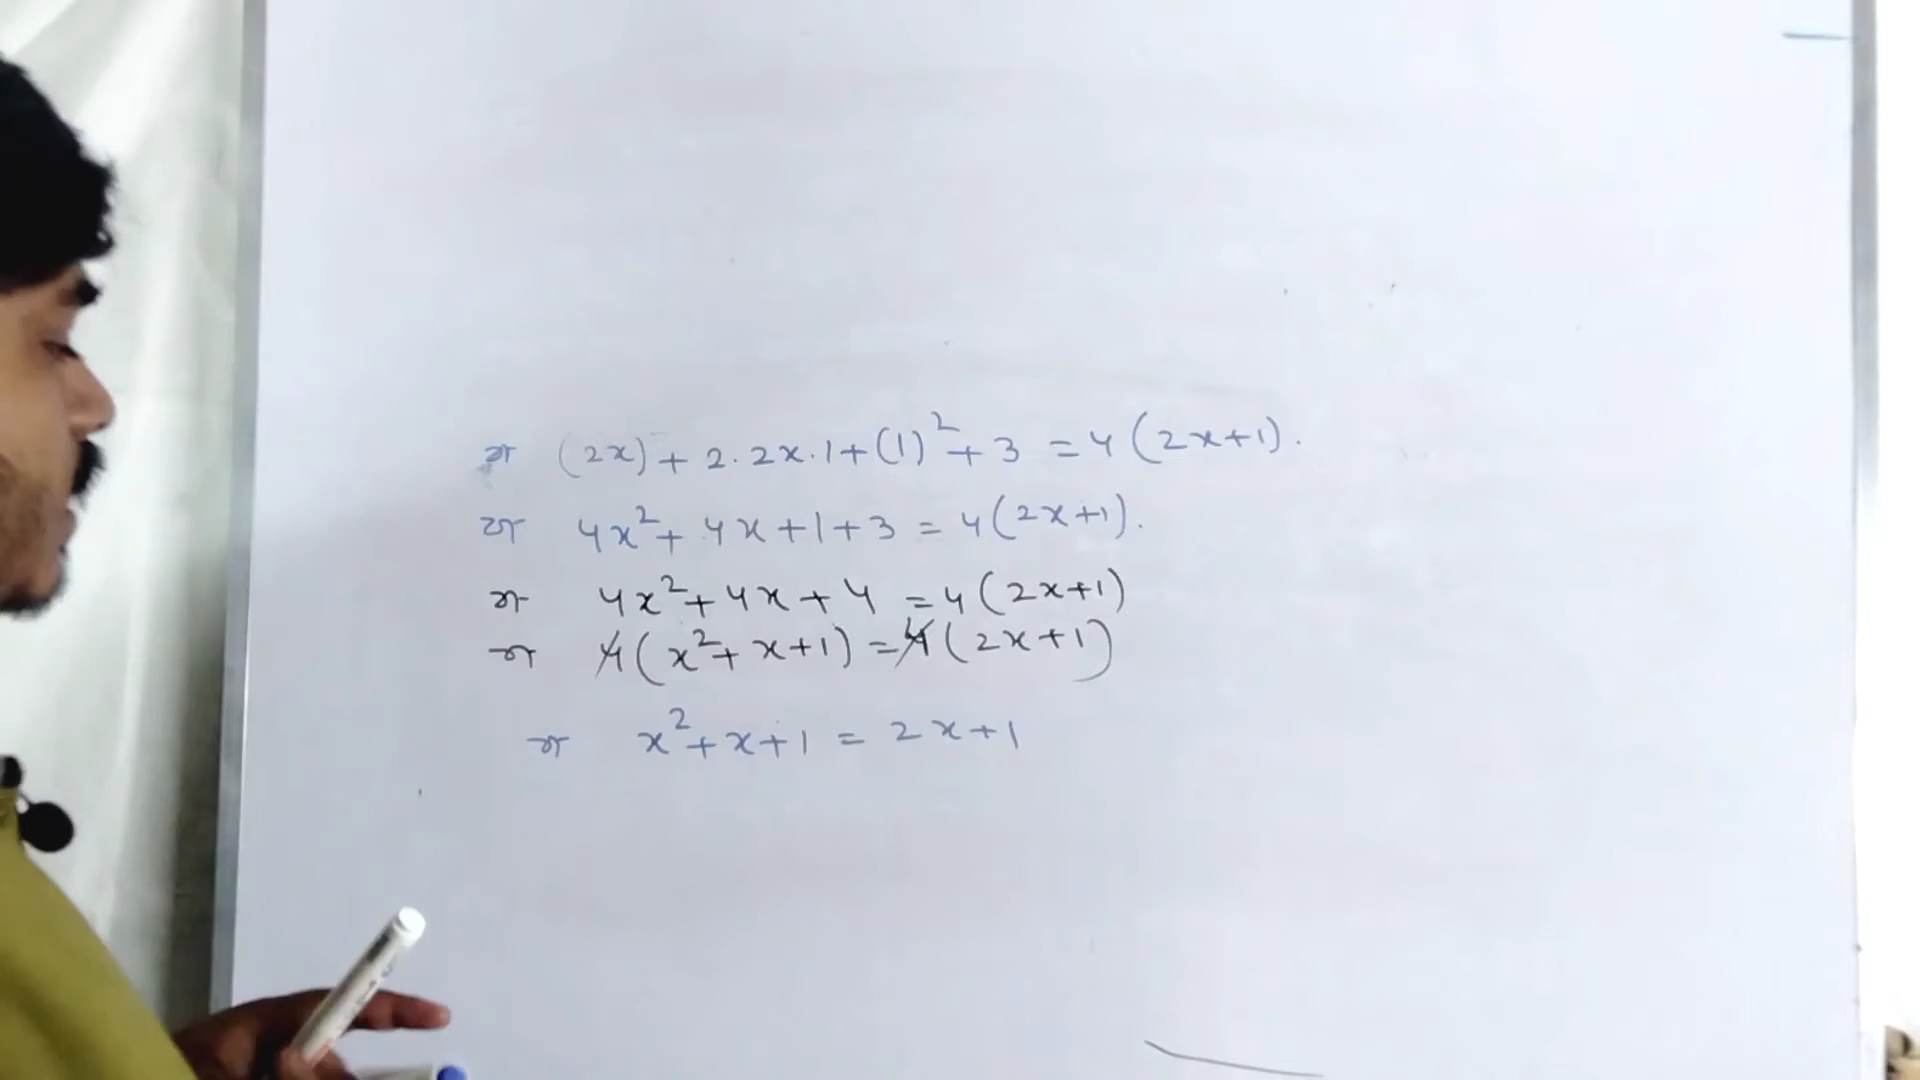 বা (2x) + 2.2x.1 + (1)² + 3 = 4(2x+1).
বা 4x² + 4x + 1 + 3 = 4(2x+1).
বা 4x² + 4x + 4 = 4(2x+1)
বা 4(x² + x + 1) = 4(2x+1)
বা x² + x + 1 = 2x + 1